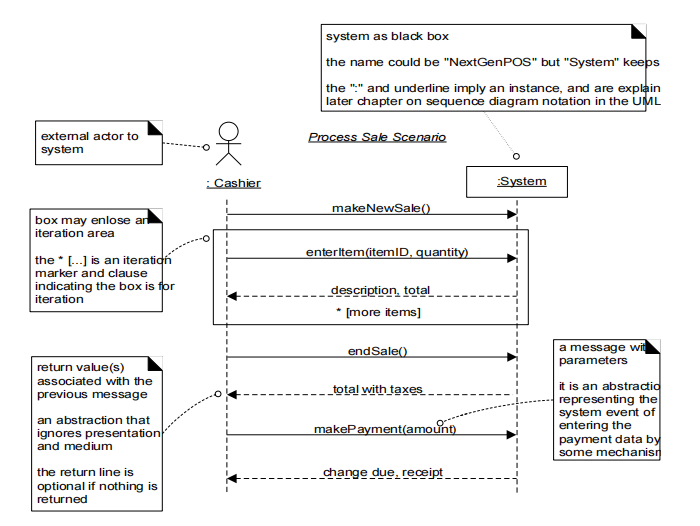 system as black box
the name could be "NextGenPOS" but "System" keeps
the ":" and underline imply an instance, and are explain
later chapter on sequence diagram notation in the UML
external actor to
system
Process Sale Scenario
: Cashier
:System
makeNewSale()
box may enlose an
iteration area
the * [...] is an iteration
marker and clause
indicating the box is for
iteration
enterItem(itemID, quantity)
description, total
* [more items]
endSale()
a message with
parameters
it is an abstractio
representing the
system event of
entering the
payment data by
some mechanism
return value(s)
associated with the
previous message
an abstraction that
ignores presentation
and medium
the return line is
optional if nothing is
returned
total with taxes
makePayment(amount)
change due, receipt